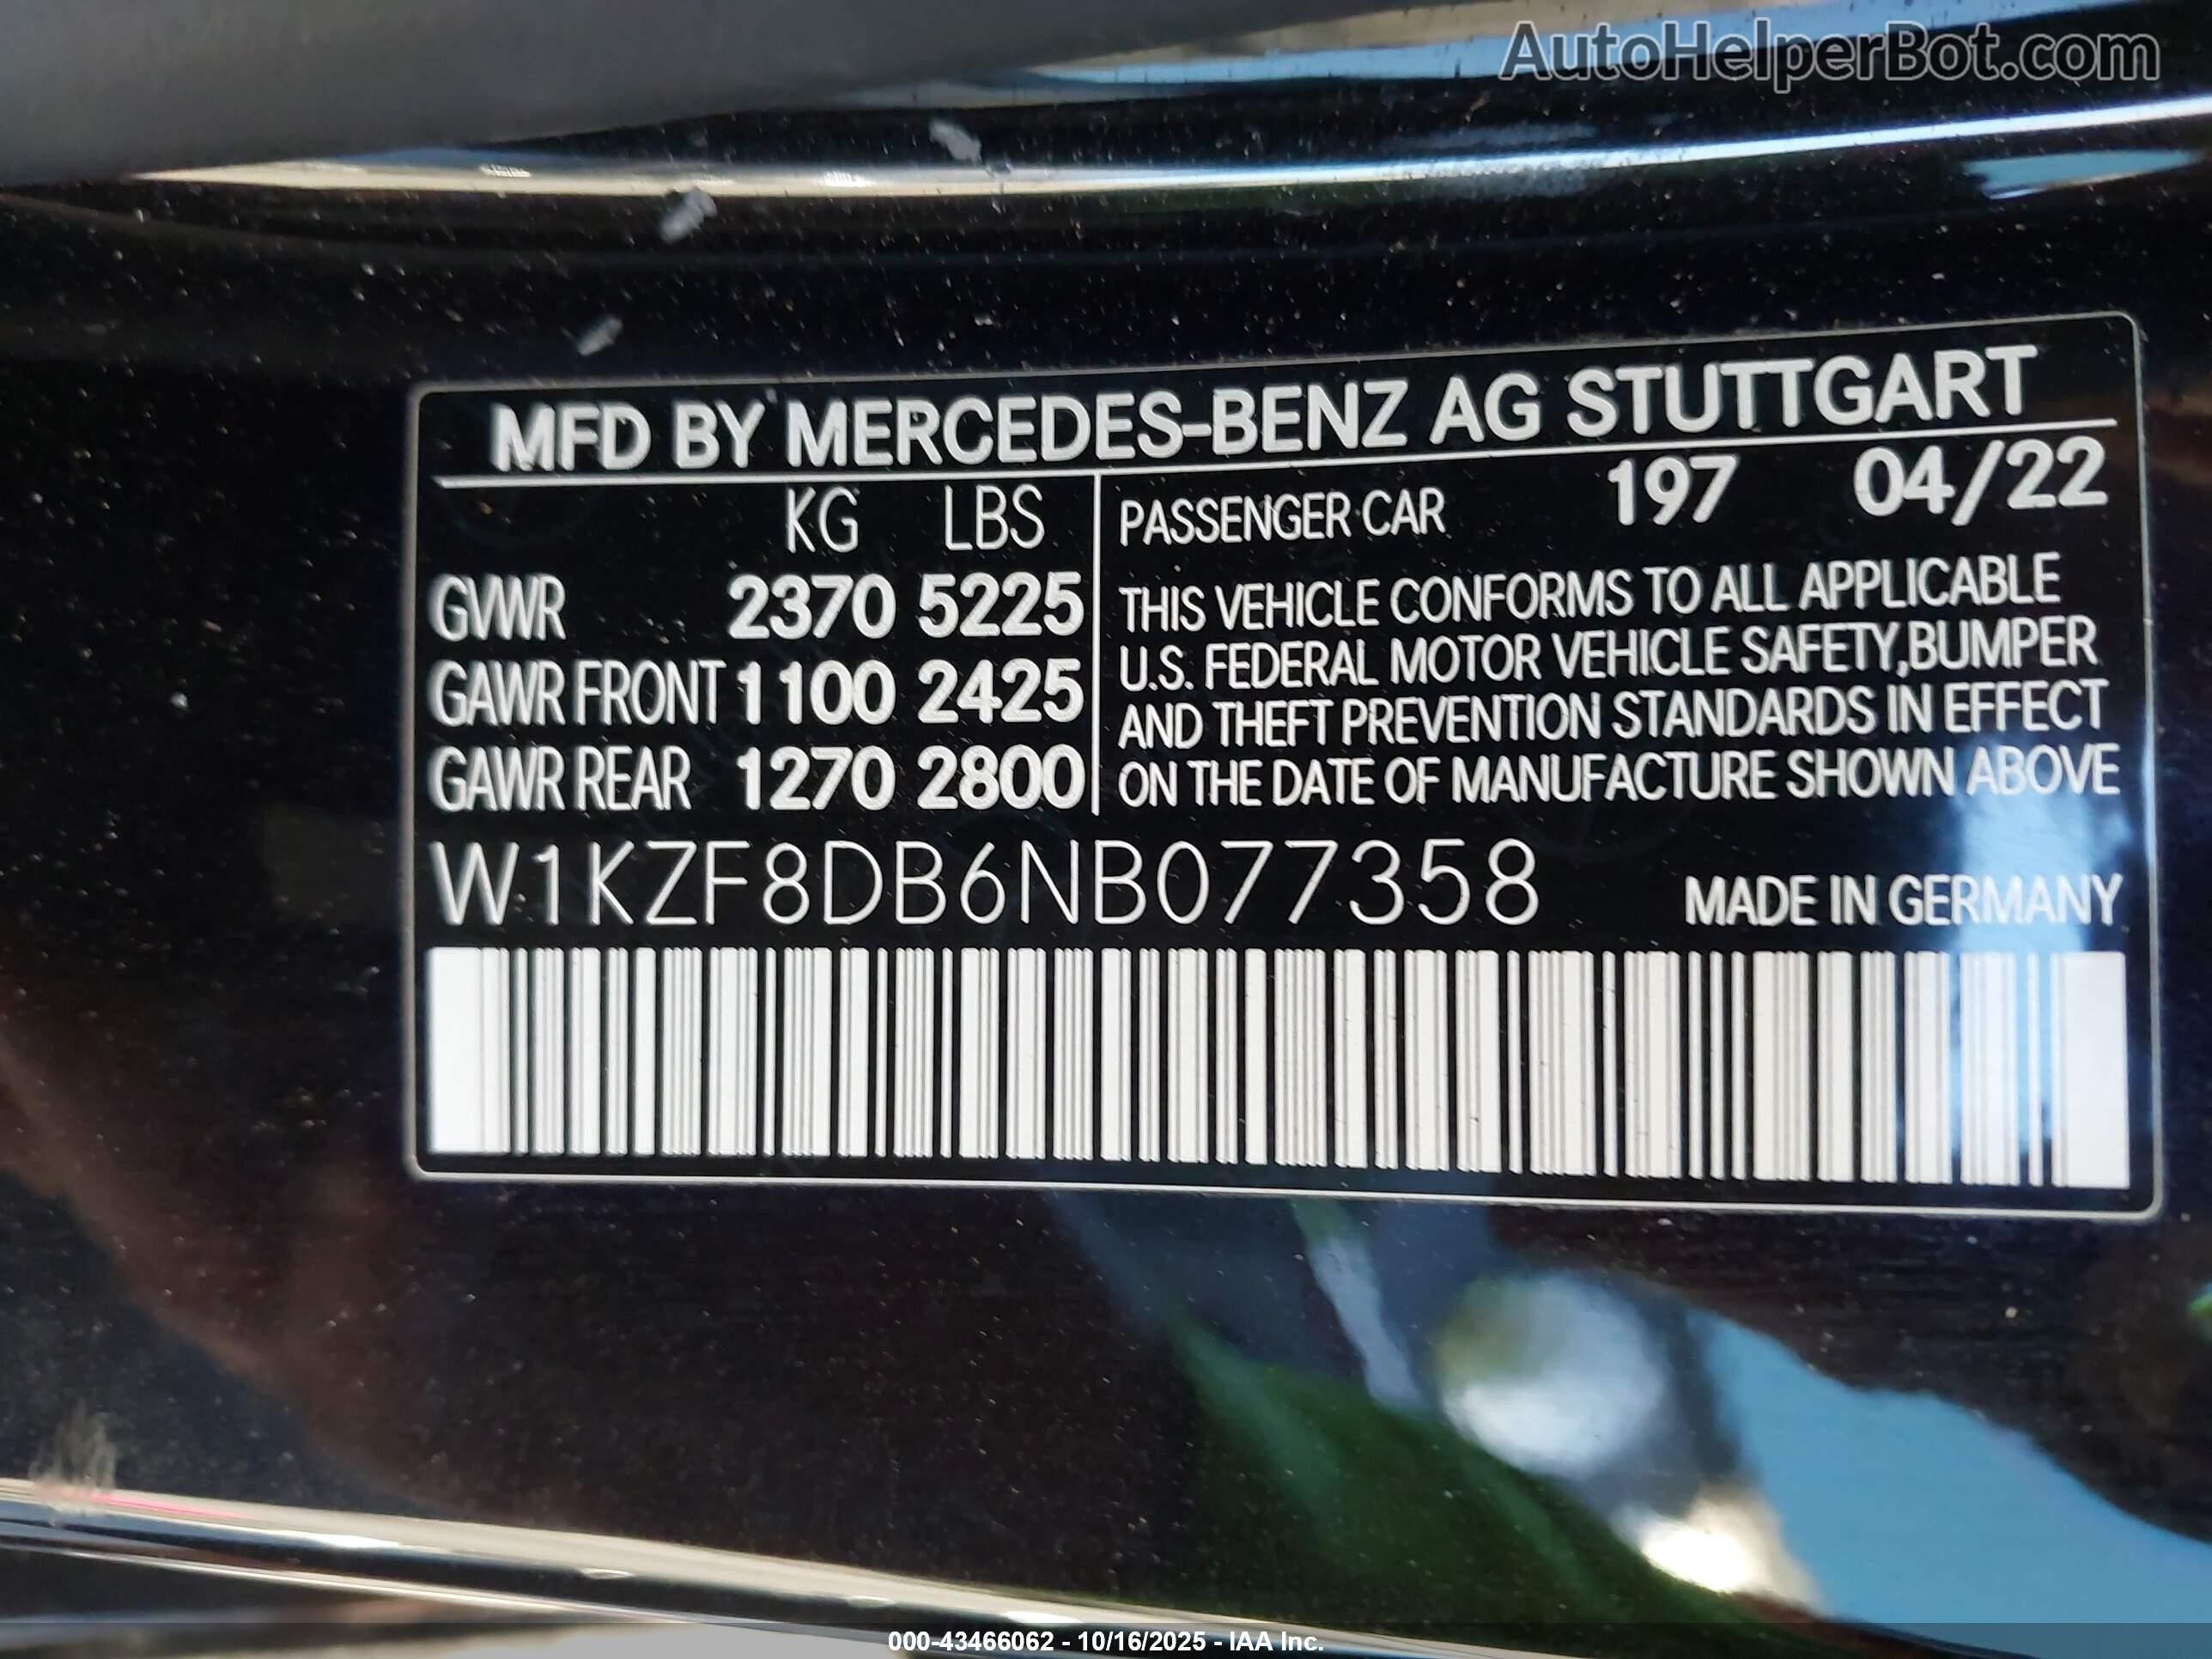 AutoHelperBot.com
MFD BY MERCEDES-BENZ AG STUTTGART
KG LBS
GVWR 2370 5225
GAWR FRONT 1100 2425
GAWR REAR 1270 2800
PASSENGER CAR 197 04/22
THIS VEHICLE CONFORMS TO ALL APPLICABLE
U.S. FEDERAL MOTOR VEHICLE SAFETY,BUMPER
AND THEFT PREVENTION STANDARDS IN EFFECT
ON THE DATE OF MANUFACTURE SHOWN ABOVE
W1KZF8DB6NB077358 MADE IN GERMANY
000-43466062 - 10/16/2025 - IAA Inc.